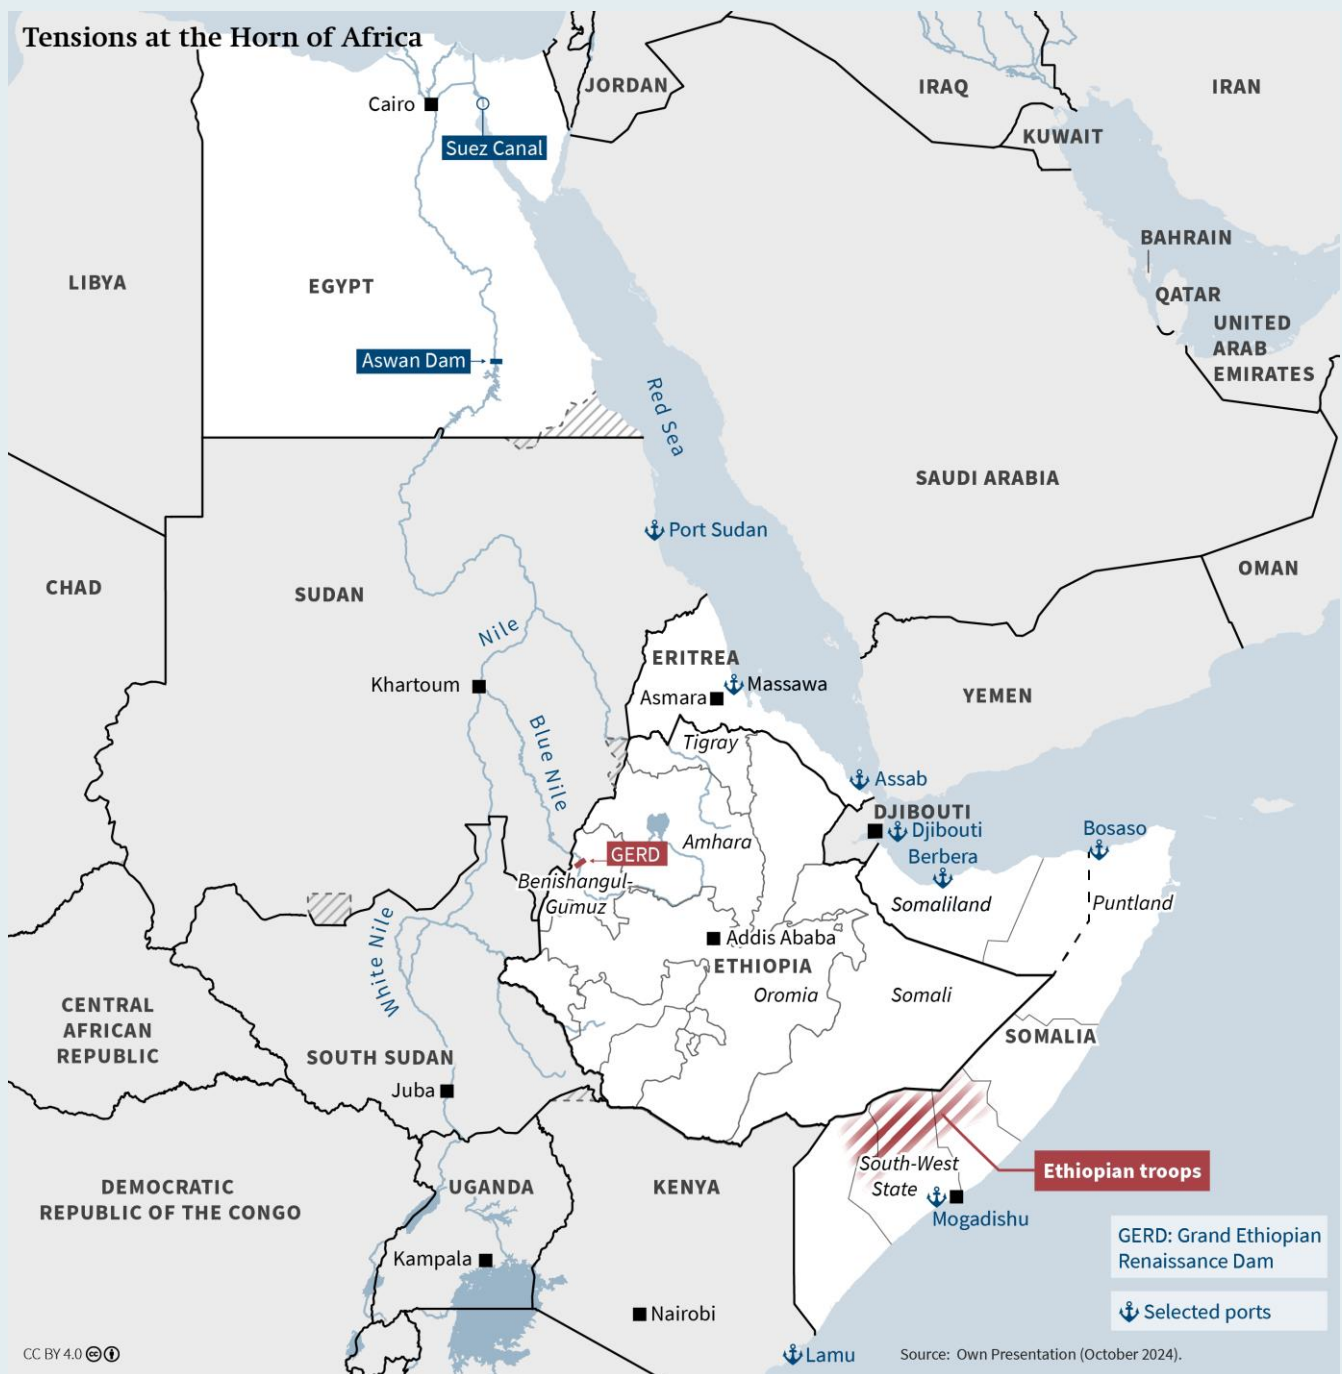 Tensions at the Horn of Africa
JORDAN
IRAQ
IRAN
Cairo
KUWAIT
Suez Canal
BAHRAIN
LIBYA
EGYPT
QATAR
UNITED
ARAB
EMIRATES
Aswan Dam
Red Sea
SAUDI ARABIA
Port Sudan
OMAN
CHAD
SUDAN
Nile
ERITREA
Khartoum
Massawa
Asmara
YEMEN
Blue Nile
Tigray
Assab
DJIBOUTI
Djibouti
Bosaso
Amhara
GERD
Berbera
Benishangul-
Gumuz
Somaliland
Puntland
White Nile
Addis Ababa
ETHIOPIA
Oromia
Somali
CENTRAL
AFRICAN
REPUBLIC
SOMALIA
SOUTH SUDAN
Juba
South-West
State
Ethiopian troops
DEMOCRATIC
REPUBLIC OF THE CONGO
UGANDA
KENYA
Mogadishu
GERD: Grand Ethiopian
Renaissance Dam
Kampala
Nairobi
Selected ports
CC BY 4.0
Lamu
Source: Own Presentation (October 2024).